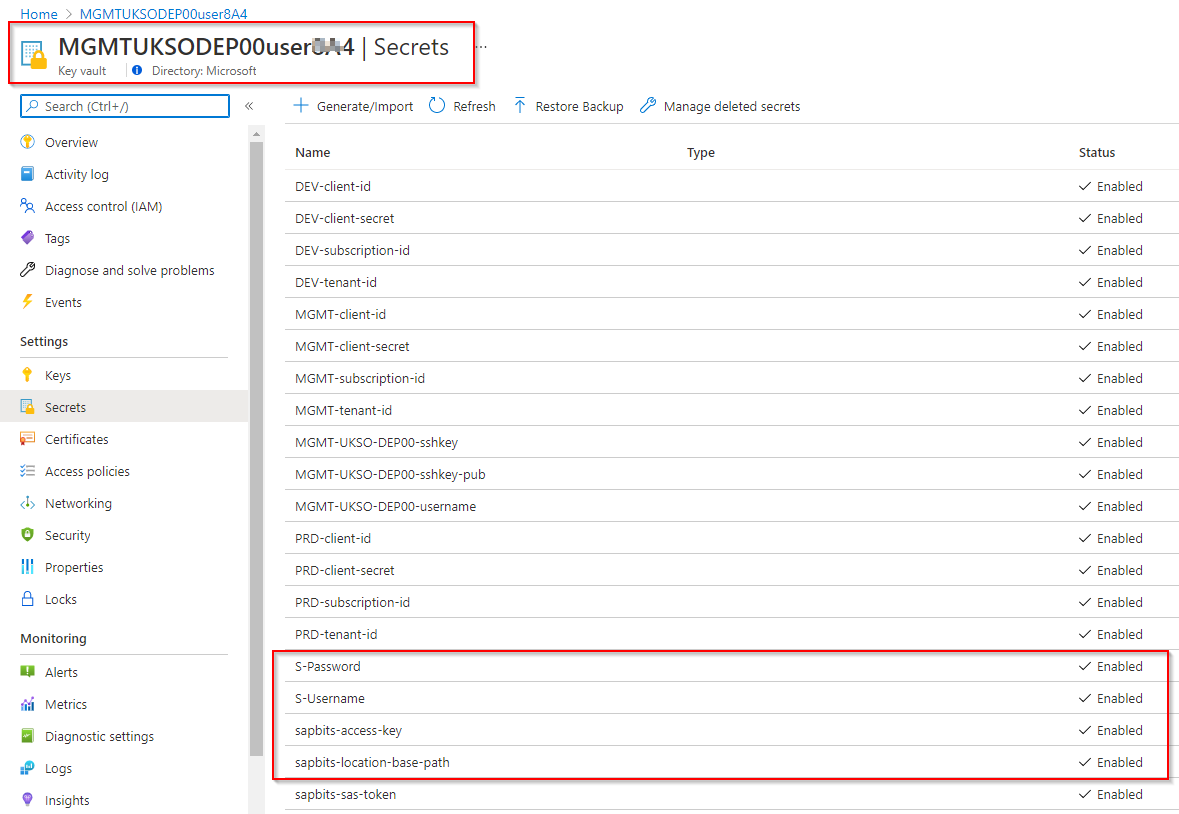 Home > MGMTUKSODEP00user8A4
MGMTUKSODEP00user8A4 | Secrets ...
Key vault Directory: Microsoft
Search (Ctrl+/) «
Generate/Import Refresh Restore Backup Manage deleted secrets
Overview
Activity log
Access control (IAM)
Tags
Diagnose and solve problems
Events
Settings
Keys
Secrets
Certificates
Access policies
Networking
Security
Properties
Locks
Monitoring
Alerts
Metrics
Diagnostic settings
Logs
Insights
Name Type Status
DEV-client-id Enabled
DEV-client-secret Enabled
DEV-subscription-id Enabled
DEV-tenant-id Enabled
MGMT-client-id Enabled
MGMT-client-secret Enabled
MGMT-subscription-id Enabled
MGMT-tenant-id Enabled
MGMT-UKSO-DEP00-sshkey Enabled
MGMT-UKSO-DEP00-sshkey-pub Enabled
MGMT-UKSO-DEP00-username Enabled
PRD-client-id Enabled
PRD-client-secret Enabled
PRD-subscription-id Enabled
PRD-tenant-id Enabled
S-Password Enabled
S-Username Enabled
sapbits-access-key Enabled
sapbits-location-base-path Enabled
sapbits-sas-token Enabled